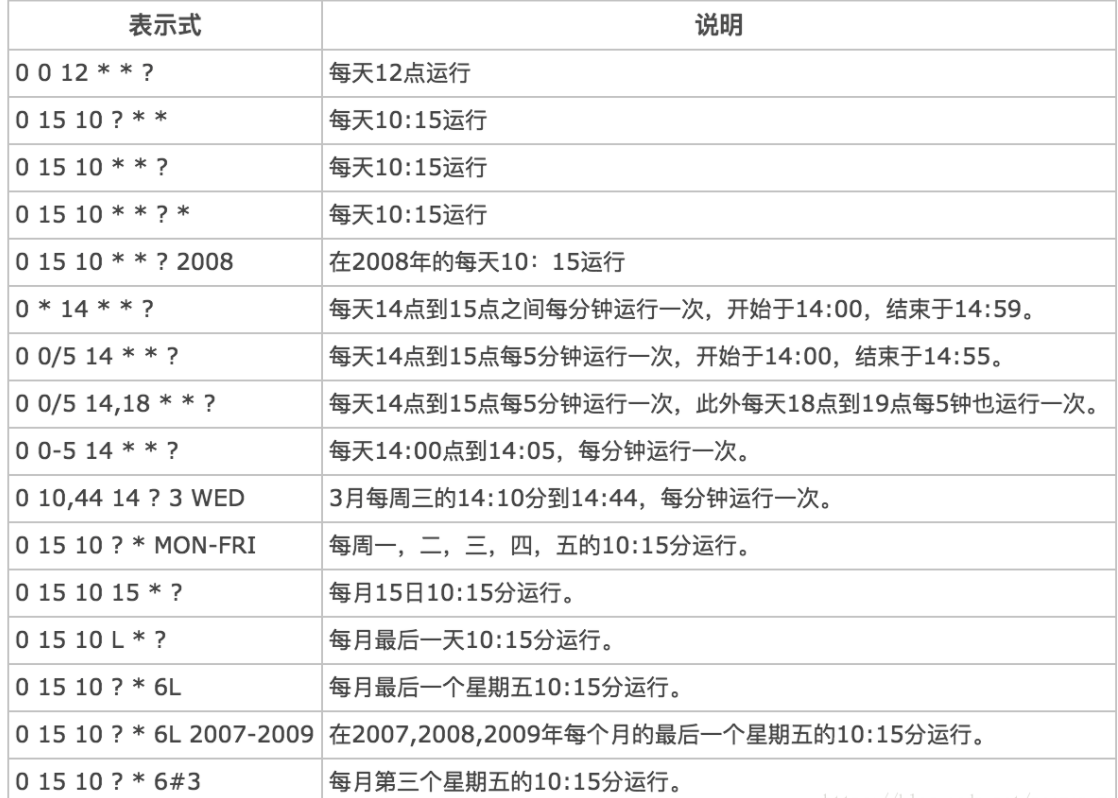 表示式 说明
0 0 12 * * ? 每天12点运行
0 15 10 ? * * 每天10:15运行
0 15 10 * * ? 每天10:15运行
0 15 10 * * ? * 每天10:15运行
0 15 10 * * ? 2008 在2008年的每天10：15运行
0 * 14 * * ? 每天14点到15点之间每分钟运行一次，开始于14:00，结束于14:59。
0 0/5 14 * * ? 每天14点到15点每5分钟运行一次，开始于14:00，结束于14:55。
0 0/5 14,18 * * ? 每天14点到15点每5分钟运行一次，此外每天18点到19点每5钟也运行一次。
0 0-5 14 * * ? 每天14:00点到14:05，每分钟运行一次。
0 10,44 14 ? 3 WED 3月每周三的14:10分到14:44，每分钟运行一次。
0 15 10 ? * MON-FRI 每周一，二，三，四，五的10:15分运行。
0 15 10 15 * ? 每月15日10:15分运行。
0 15 10 L * ? 每月最后一天10:15分运行。
0 15 10 ? * 6L 每月最后一个星期五10:15分运行。
0 15 10 ? * 6L 2007-2009 在2007,2008,2009年每个月的最后一个星期五的10:15分运行。
0 15 10 ? * 6#3 每月第三个星期五的10:15分运行。